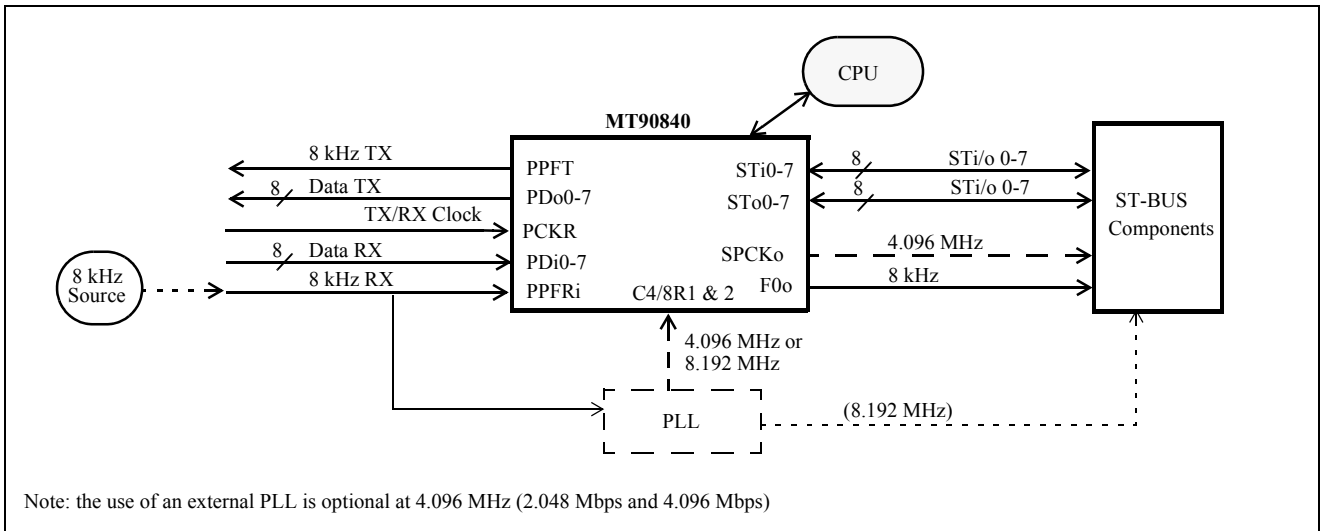 CPU
MT90840
8 kHz TX
PPFT
8
Data TX
PDo0-7
TX/RX Clock
PCKR
8
Data RX
PDi0-7
8 kHz RX
PPFRi
8 kHz
Source
STi0-7
8
STi/o 0-7
STo0-7
8
STi/o 0-7
SPCKo
4.096 MHz
F0o
8 kHz
C4/8R1 & 2
ST-BUS
Components
4.096 MHz or
8.192 MHz
PLL
(8.192 MHz)
Note: the use of an external PLL is optional at 4.096 MHz (2.048 Mbps and 4.096 Mbps)